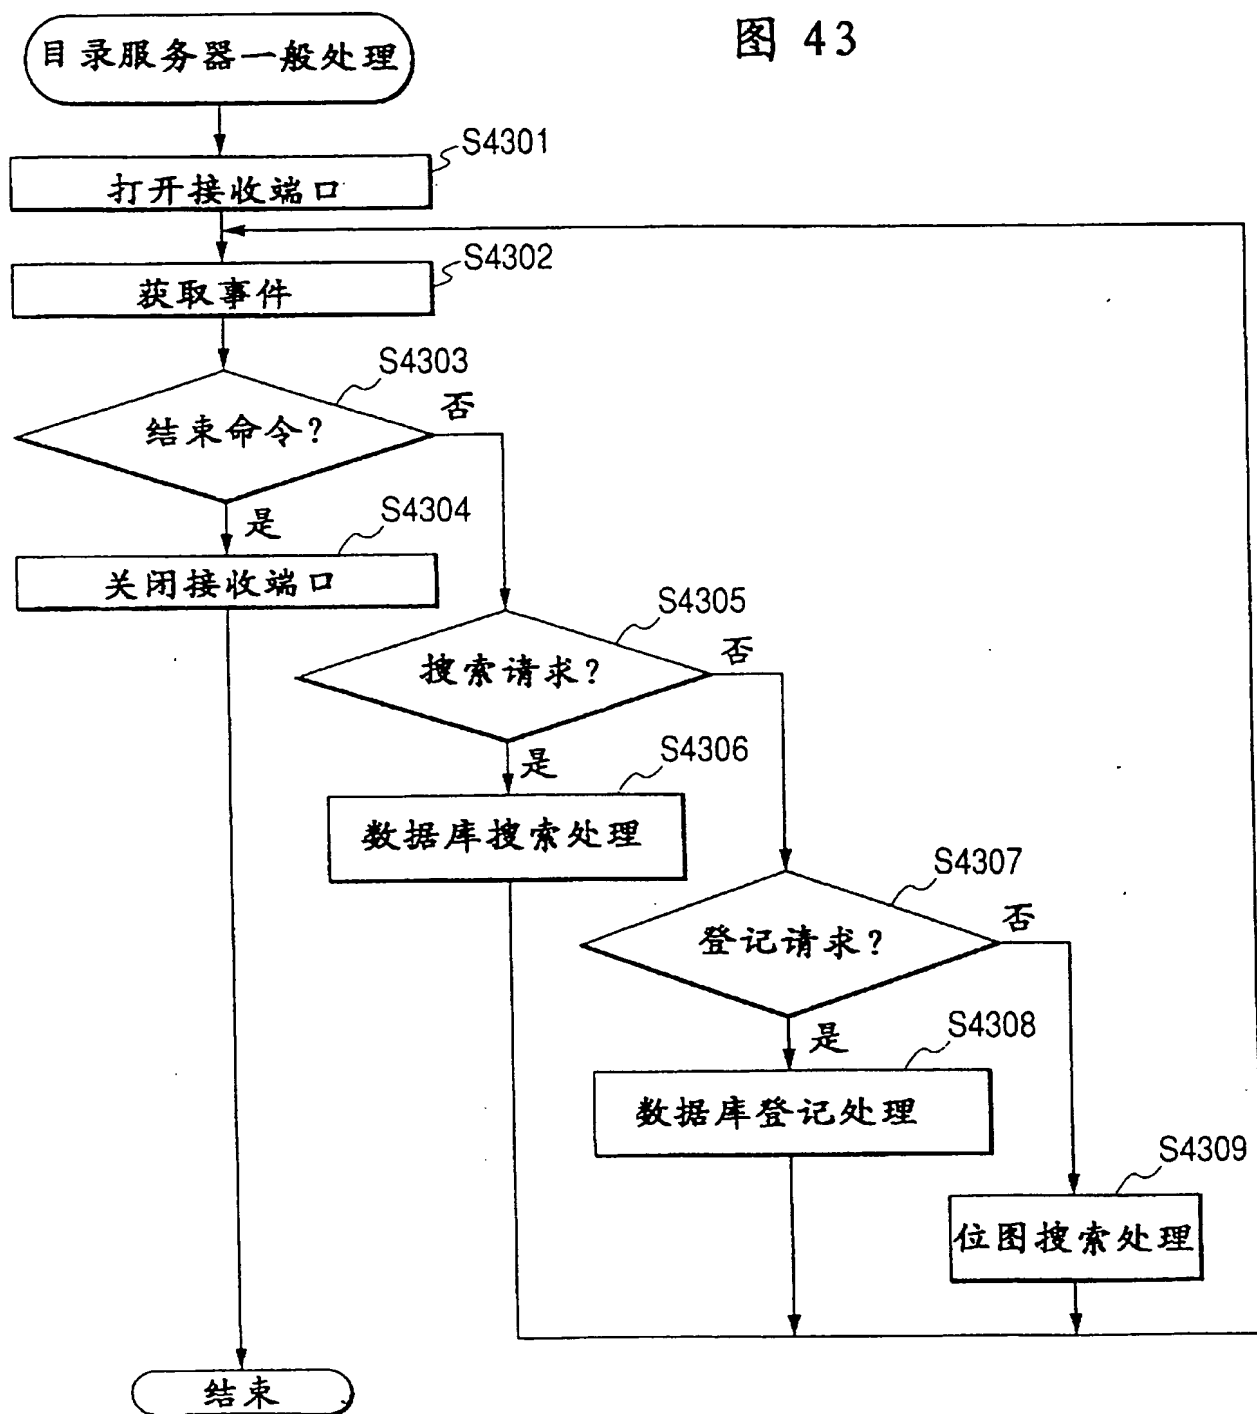 图 43
目录服务器一般处理
S4301
打开接收端口
S4302
获取事件
S4303
结束命令?
否
是
S4304
关闭接收端口
S4305
搜索请求?
否
是
S4306
数据库搜索处理
S4307
登记请求?
否
是
S4308
数据库登记处理
S4309
位图搜索处理
结束